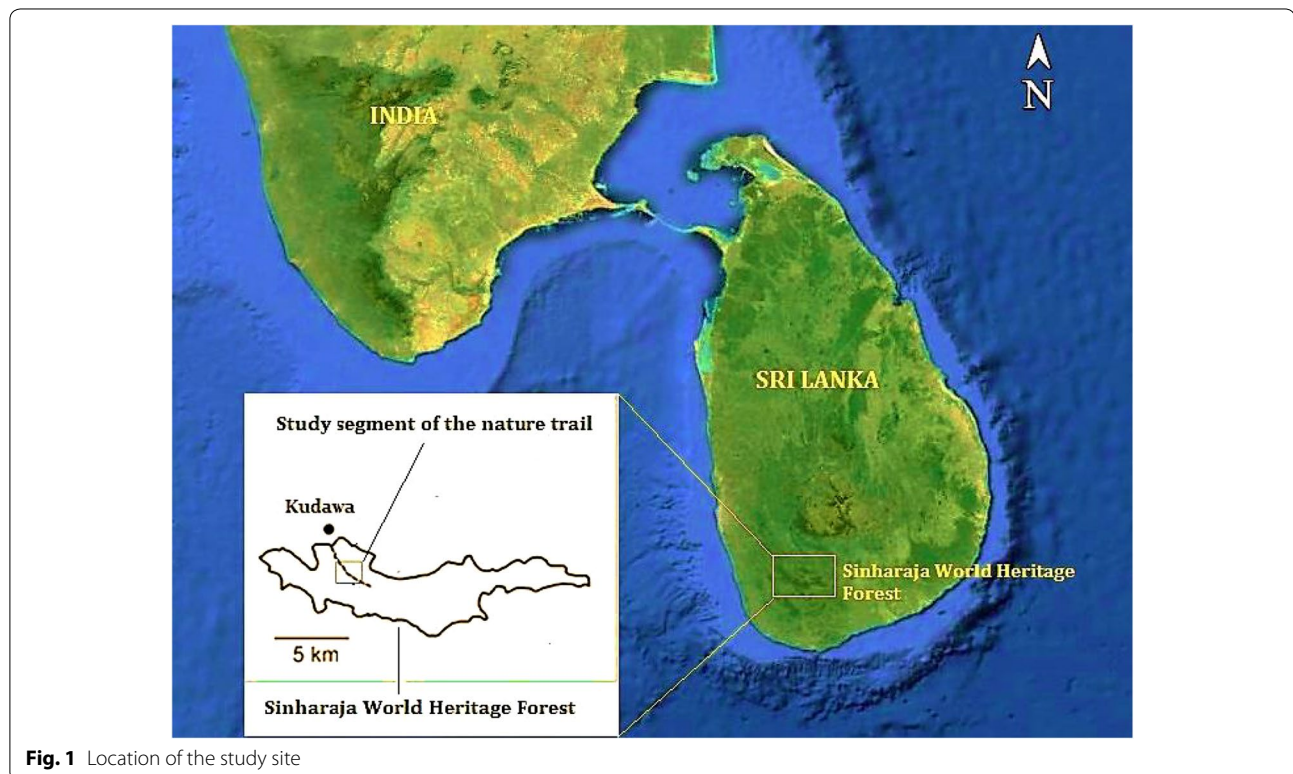 N
INDIA
SRI LANKA
Study segment of the nature trail
Kudawa
5 km
Sinharaja World Heritage Forest
Sinharaja World Heritage
Forest
Fig. 1 Location of the study site